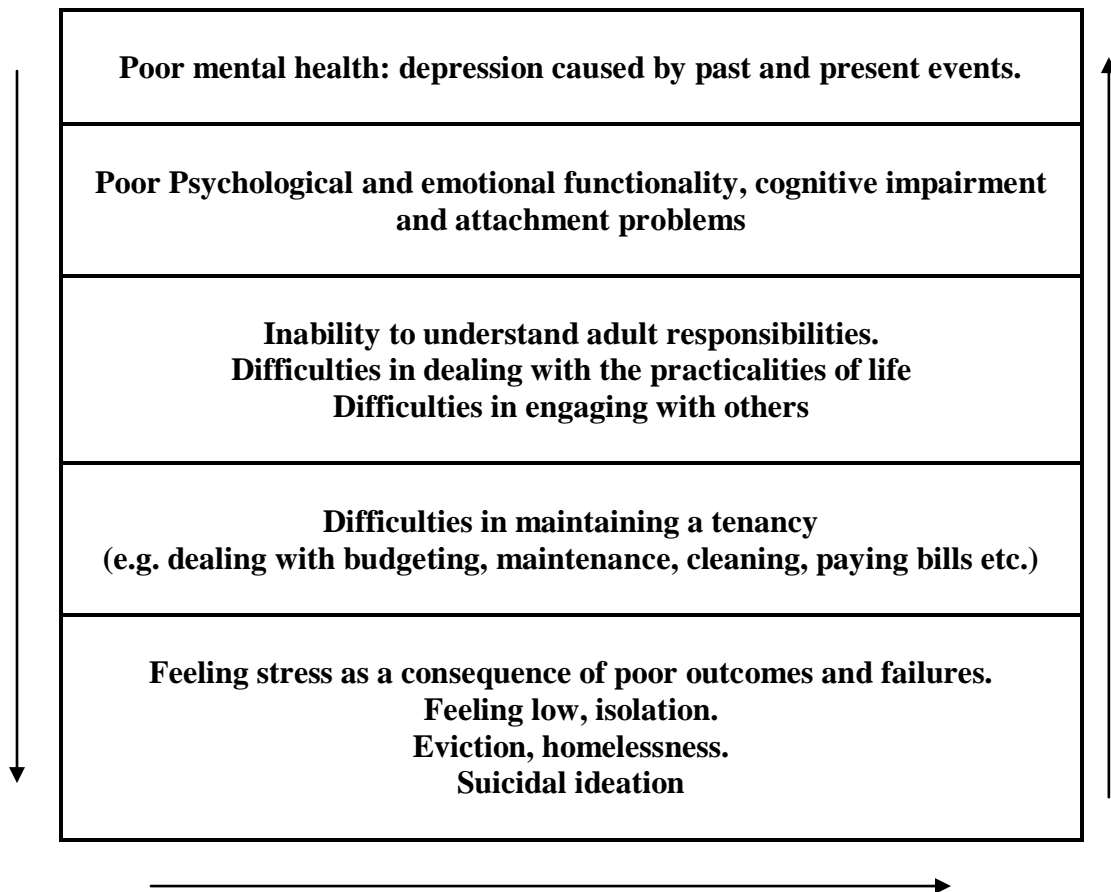 Poor mental health: depression caused by past and present events.
Poor Psychological and emotional functionality, cognitive impairment
and attachment problems
Inability to understand adult responsibilities.
Difficulties in dealing with the practicalities of life
Difficulties in engaging with others
Difficulties in maintaining a tenancy
(e.g. dealing with budgeting, maintenance, cleaning, paying bills etc.)
Feeling stress as a consequence of poor outcomes and failures.
Feeling low, isolation.
Eviction, homelessness.
Suicidal ideation